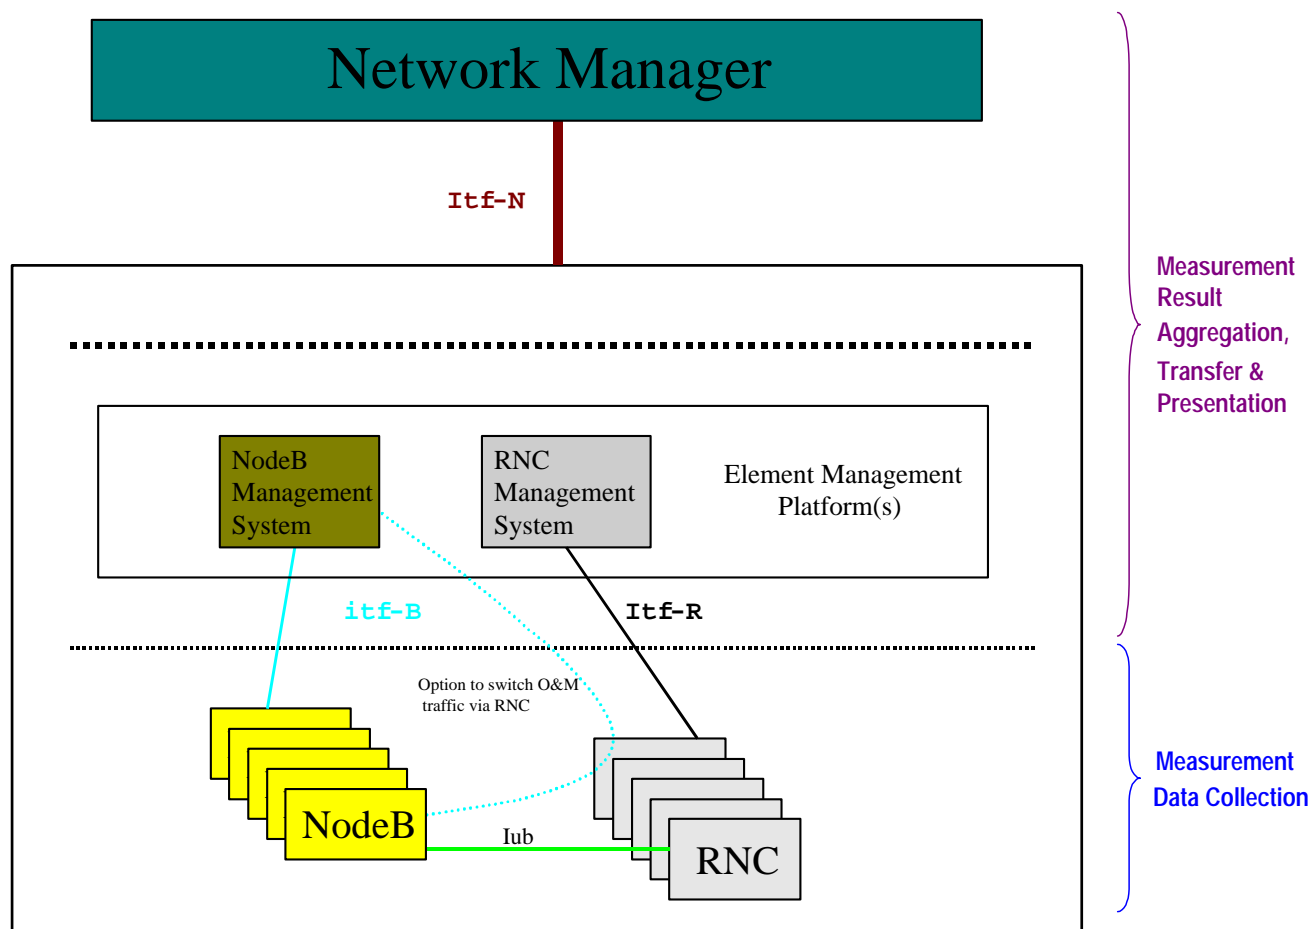 Network Manager
Itf-N
Measurement
Result
Aggregation,
Transfer &
Presentation
NodeB
Management
System
RNC
Management
System
Element Management
Platform(s)
itf-B
Itf-R
Option to switch O&M
traffic via RNC
NodeB
Iub
RNC
Measurement
Data Collection